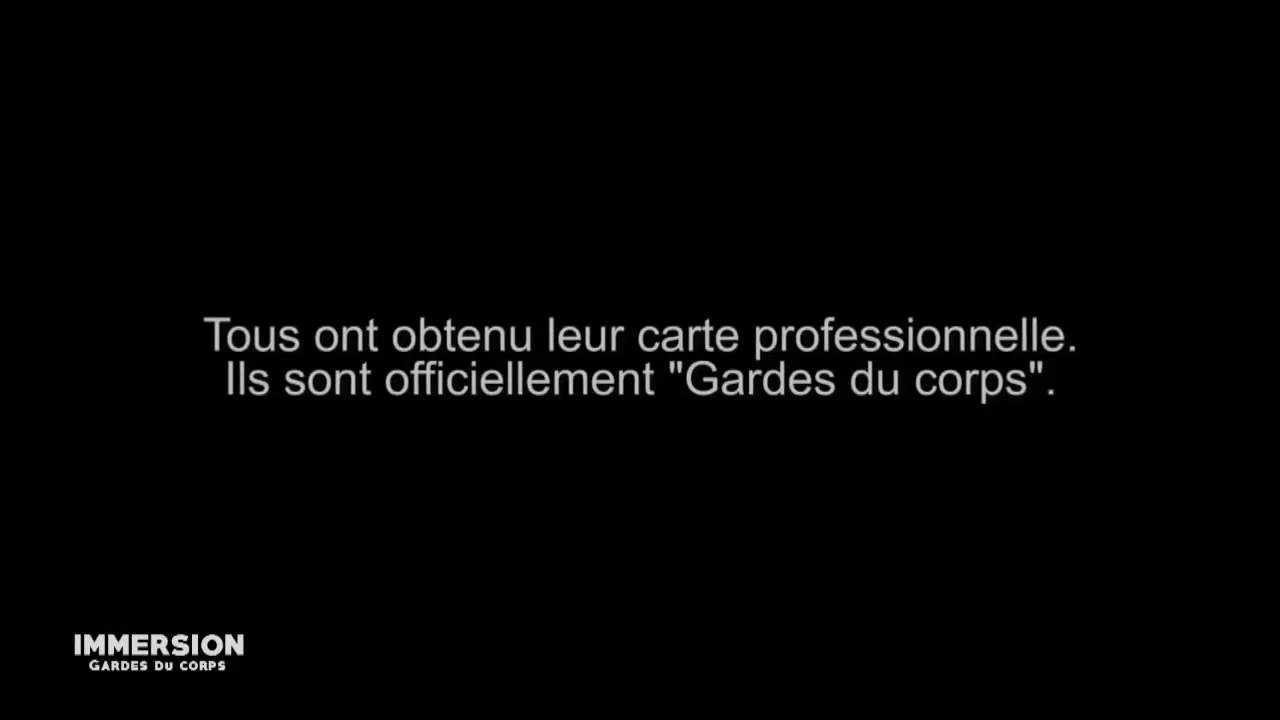 Tous ont obtenu leur carte professionnelle.
Ils sont officiellement "Gardes du corps".
IMMERSION
GARDES DU CORPS